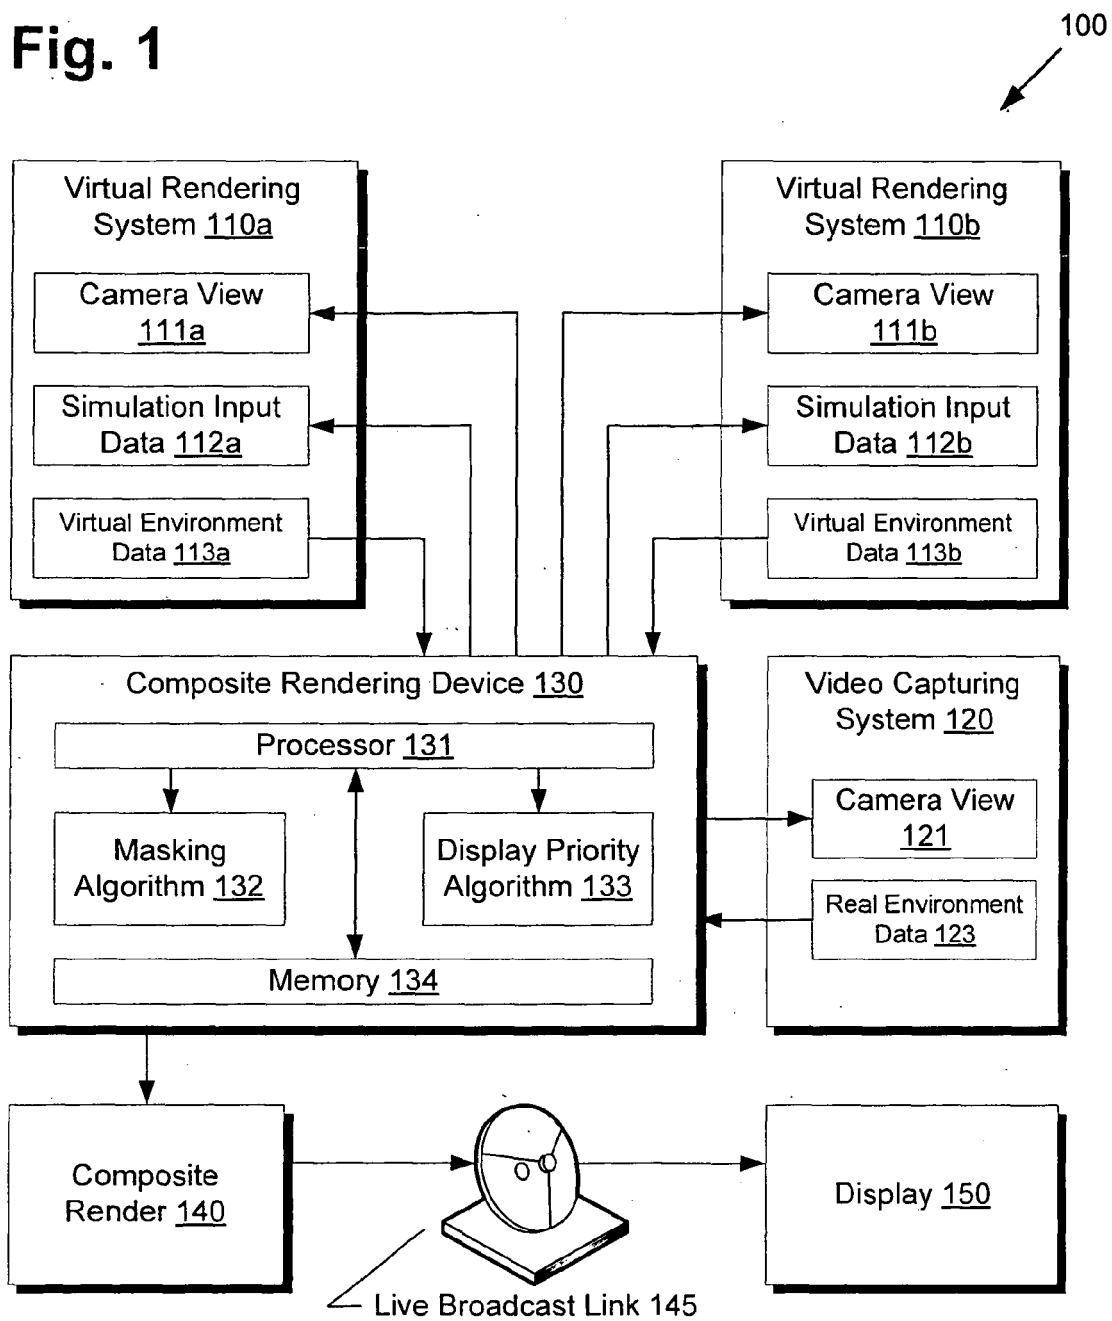 Fig. 1
100
Virtual Rendering
System 110a
Camera View
111a
Simulation Input
Data 112a
Virtual Environment
Data 113a
Virtual Rendering
System 110b
Camera View
111b
Simulation Input
Data 112b
Virtual Environment
Data 113b
Composite Rendering Device 130
Processor 131
Masking
Algorithm 132
Display Priority
Algorithm 133
Memory 134
Video Capturing
System 120
Camera View
121
Real Environment
Data 123
Composite
Render 140
Live Broadcast Link 145
Display 150